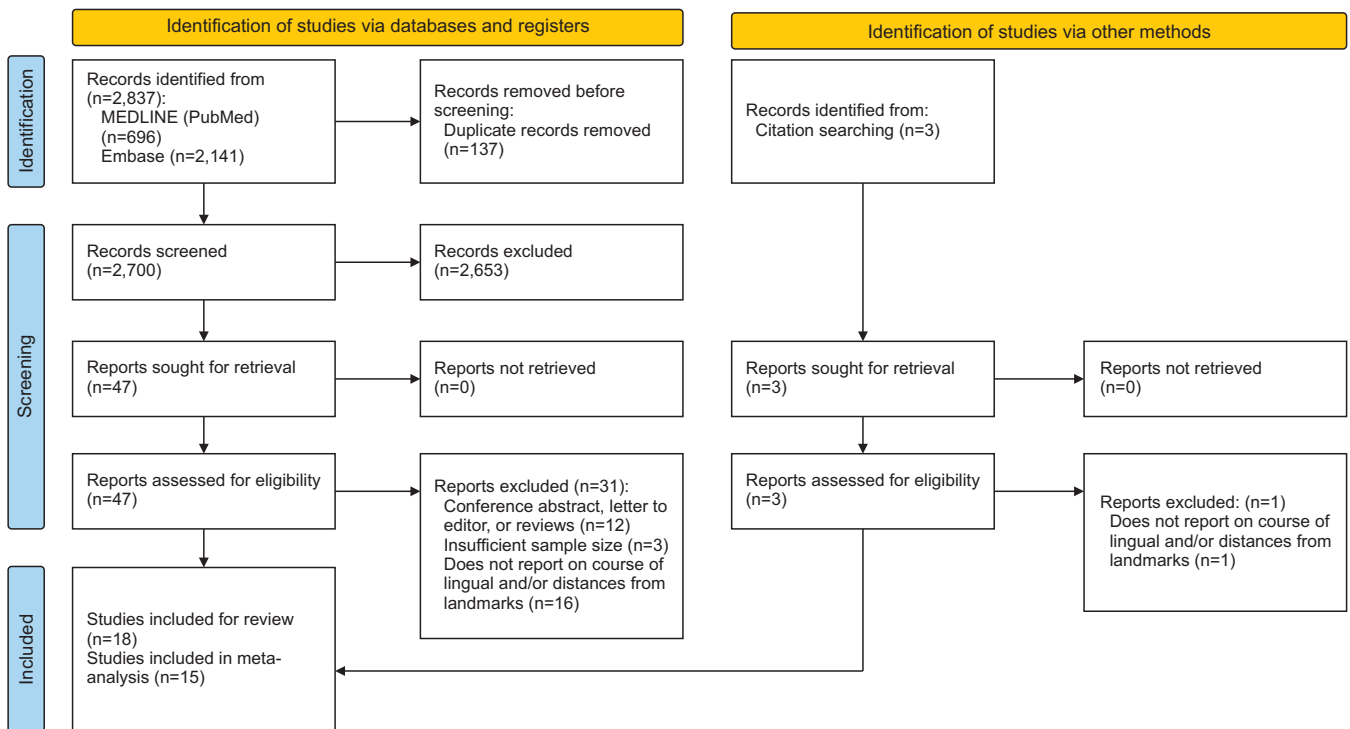 Identification of studies via databases and registers
Identification of studies via other methods
Identification
Records identified from
(n=2,837):
MEDLINE (PubMed)
(n=696)
Embase (n=2,141)
Records removed before
screening:
Duplicate records removed
(n=137)
Records identified from:
Citation searching (n=3)
Screening
Records screened
(n=2,700)
Records excluded
(n=2,653)
Reports sought for retrieval
(n=47)
Reports not retrieved
(n=0)
Reports sought for retrieval
(n=3)
Reports not retrieved
(n=0)
Reports assessed for eligibility
(n=47)
Reports excluded (n=31):
Conference abstract, letter to
editor, or reviews (n=12)
Insufficient sample size (n=3)
Does not report on course of
lingual and/or distances from
landmarks (n=16)
Reports assessed for eligibility
(n=3)
Reports excluded: (n=1)
Does not report on course of
lingual and/or distances from
landmarks (n=1)
Included
Studies included for review
(n=18)
Studies included in meta-
analysis (n=15)